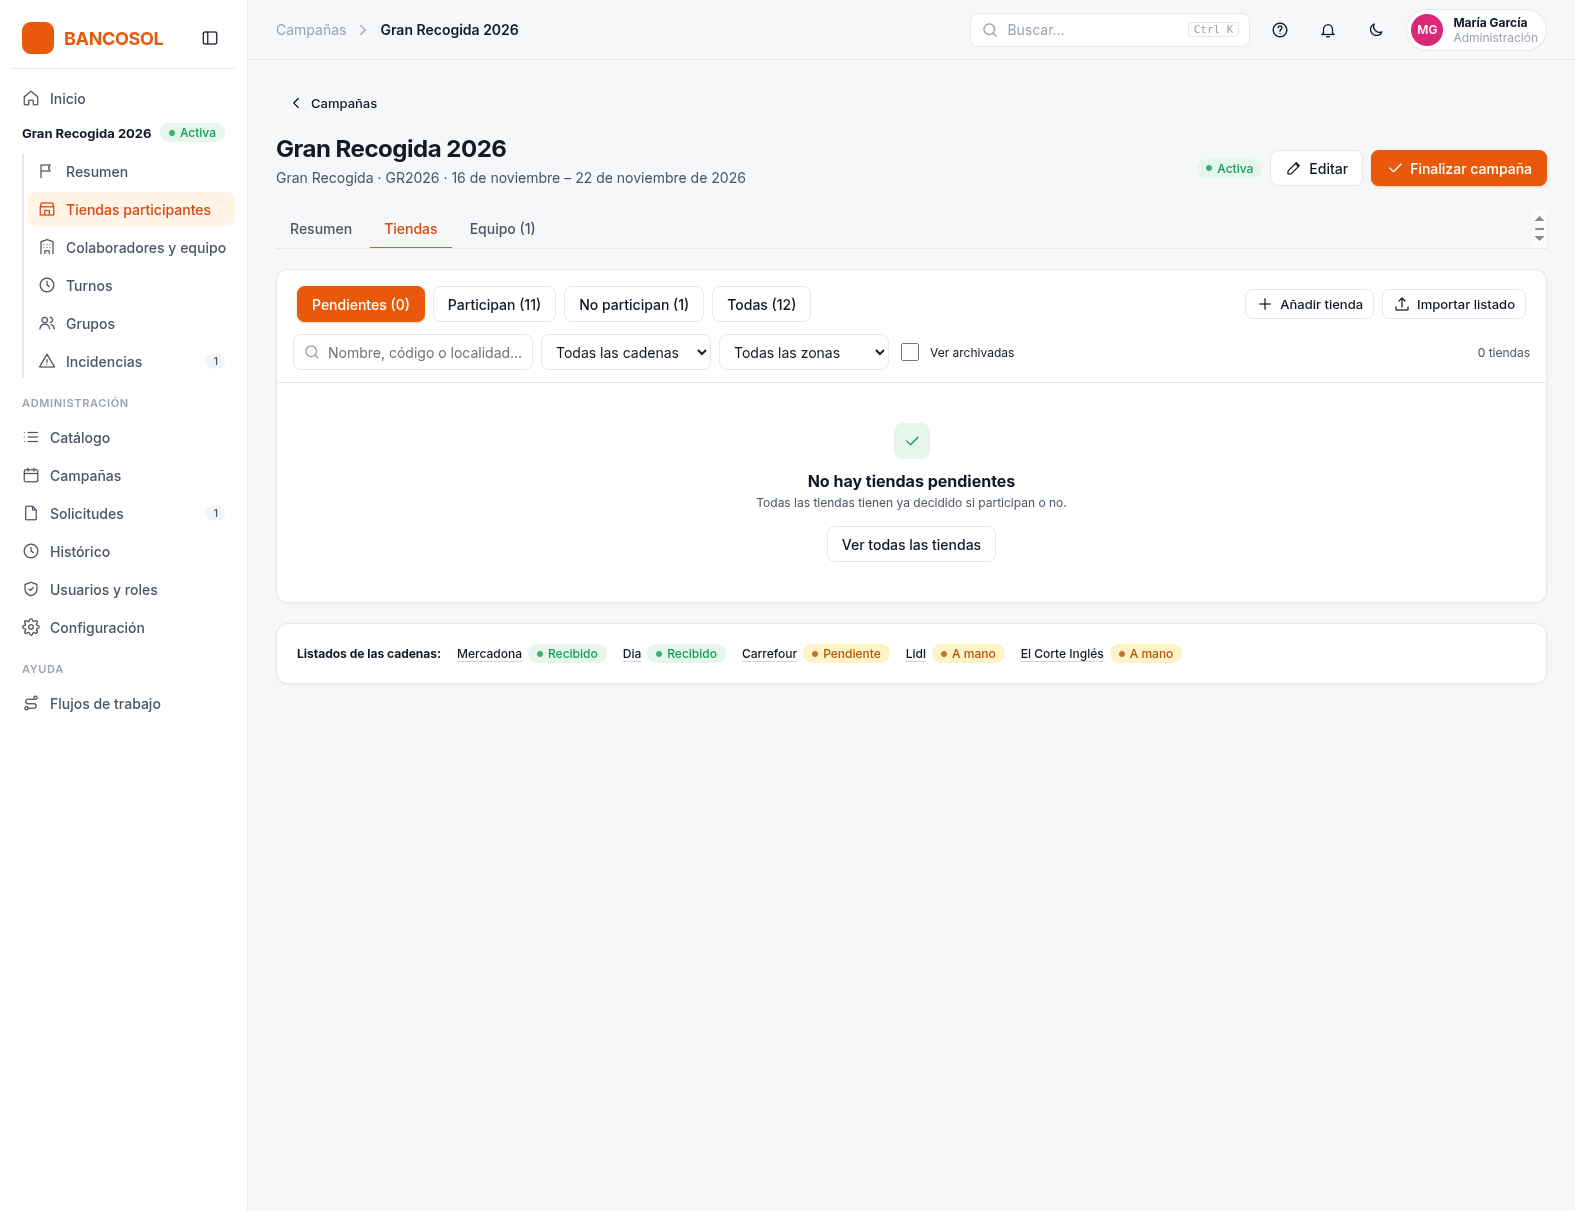 BANCOSOL
Inicio
Gran Recogida 2026 Activa
Resumen
Tiendas participantes
Colaboradores y equipo
Turnos
Grupos
Incidencias 1
ADMINISTRACIÓN
Catálogo
Campañas
Solicitudes 1
Histórico
Usuarios y roles
Configuración
AYUDA
Flujos de trabajo
Campañas Gran Recogida 2026
Buscar... Ctrl K
MG María García
Administración
Campañas
Gran Recogida 2026
Gran Recogida · GR2026 · 16 de noviembre – 22 de noviembre de 2026
Activa Editar Finalizar campaña
Resumen Tiendas Equipo (1)
Pendientes (0) Participan (11) No participan (1) Todas (12) Añadir tienda Importar listado
Nombre, código o localidad... Todas las cadenas Todas las zonas Ver archivadas 0 tiendas
No hay tiendas pendientes
Todas las tiendas tienen ya decidido si participan o no.
Ver todas las tiendas
Listados de las cadenas: Mercadona Recibido Dia Recibido Carrefour Pendiente Lidl A mano El Corte Inglés A mano